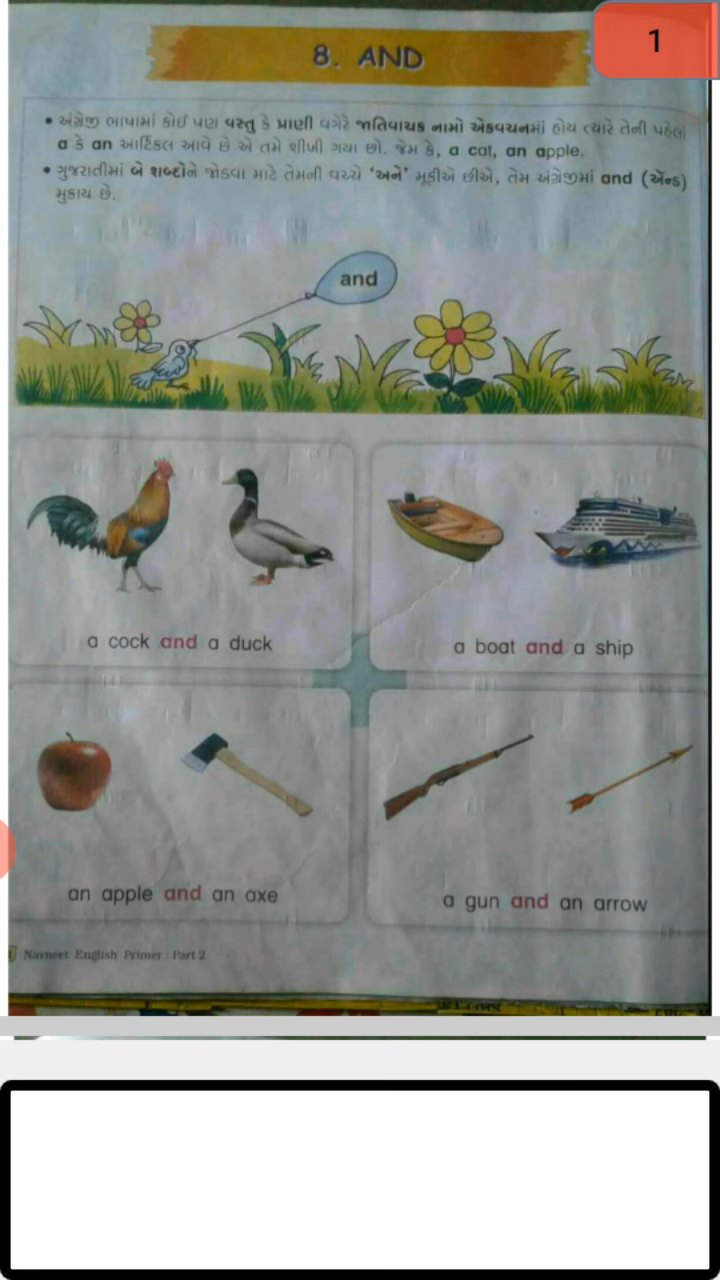 1
8. AND
• અંગ્રેજી ભાષામાં કોઈ પણ વસ્તુ કે પ્રાણી વગેરે જાતિવાચક નામો એકવચનમાં હોય ત્યારે તેની પહેલાં
a કે an આર્ટિકલ આવે છે એ તમે શીખી ગયા છો. જેમ કે, a cat, an apple.
• ગુજરાતીમાં બે શબ્દોને જોડવા માટે તેમની વચ્ચે ‘અને’ મૂકીએ છીએ, તેમ અંગ્રેજીમાં and (ઍન્ડ)
મુકાય છે.
and
a cock and a duck
a boat and a ship
an apple and an axe
a gun and an arrow
Navneet English Primer : Part 2